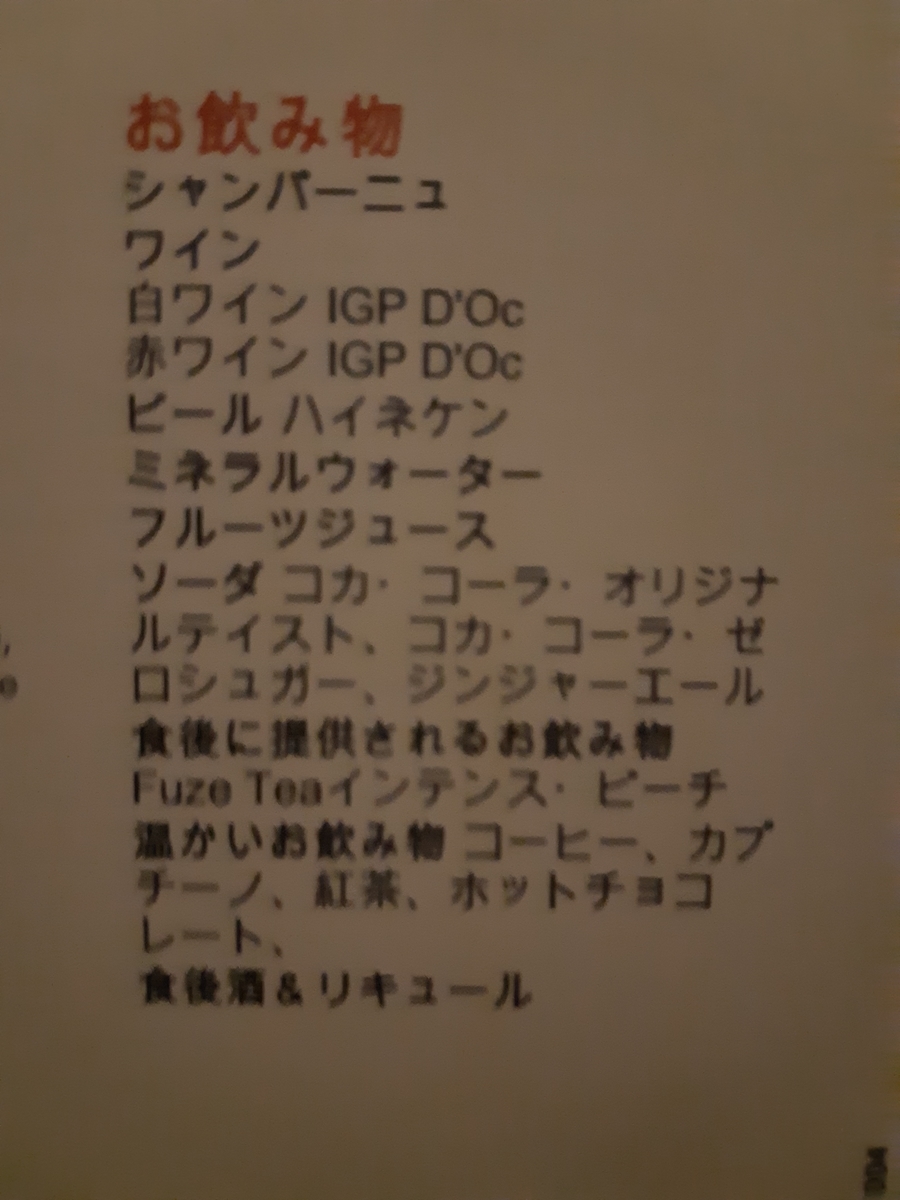 お飲み物
シャンパーニュ
ワイン
白ワイン IGP D'Oc
赤ワイン IGP D'Oc
ビール ハイネケン
ミネラルウォーター
フルーツジュース
ソーダ コカ· コーラ· オリジナ
ルテイスト、コカ· コーラ· ゼ
ロシュガー、ジンジャーエール
食後に提供されるお飲み物
Fuze Teaインテンス· ピーチ
温かいお飲み物 コーヒー、カプ
チーノ、紅茶、ホットチョコ
レート、
食後酒&リキュール